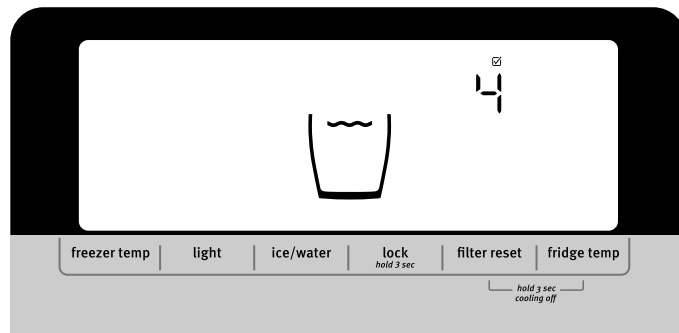 4
freezer temp
light
ice/water
lock
hold 3 sec
filter reset
fridge temp
hold 3 sec
cooling off